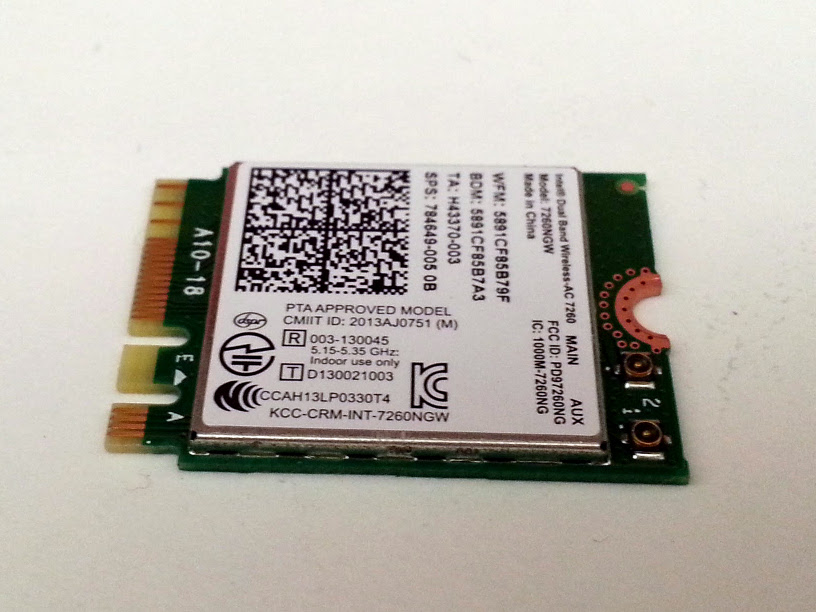 Intel® Dual Band Wireless-AC 7260
Model: 7260NGW
Made in China
MAIN AUX
FCC ID: PD97260NG
IC: 1000M-7260NG
WFM: 5891CF85B79F
BDM: 5891CF85B7A3
TA: H43370-003
SPS: 784649-005 0B
PTA APPROVED MODEL
CMIIT ID: 2013AJ0751 (M)
dspr
R 003-130045
5.15-5.35 GHz:
Indoor use only
T D130021003
CCAH13LP0330T4
KCC-CRM-INT-7260NGW
A10-18
E A
2
1